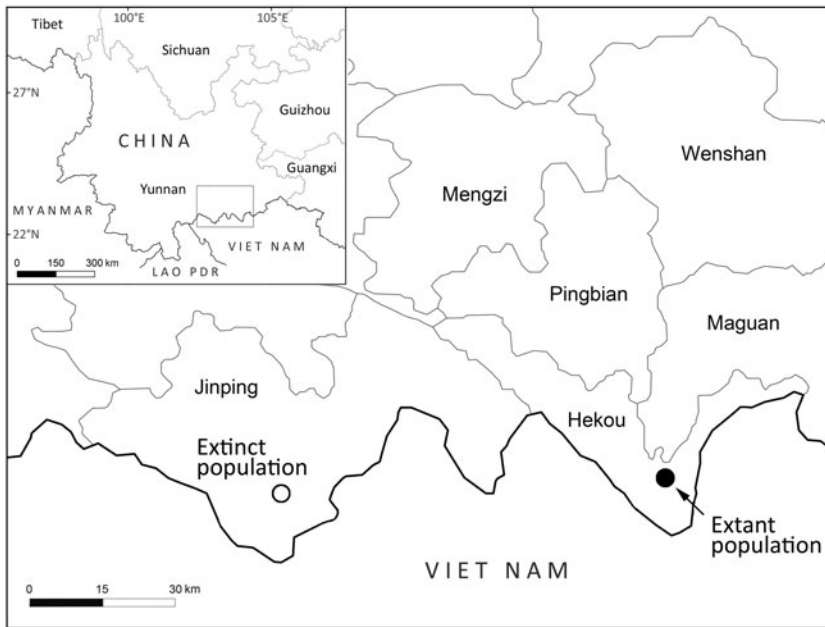 100°E
105°E
Tibet
Sichuan
27°N
Guizhou
CHINA
Guangxi
Yunnan
MYANMAR
22°N
VIET NAM
0 150 300 km
LAO PDR
Wenshan
Mengzi
Pingbian
Maguan
Jinping
Hekou
Extinct
population
Extant
population
VIET NAM
0 15 30 km